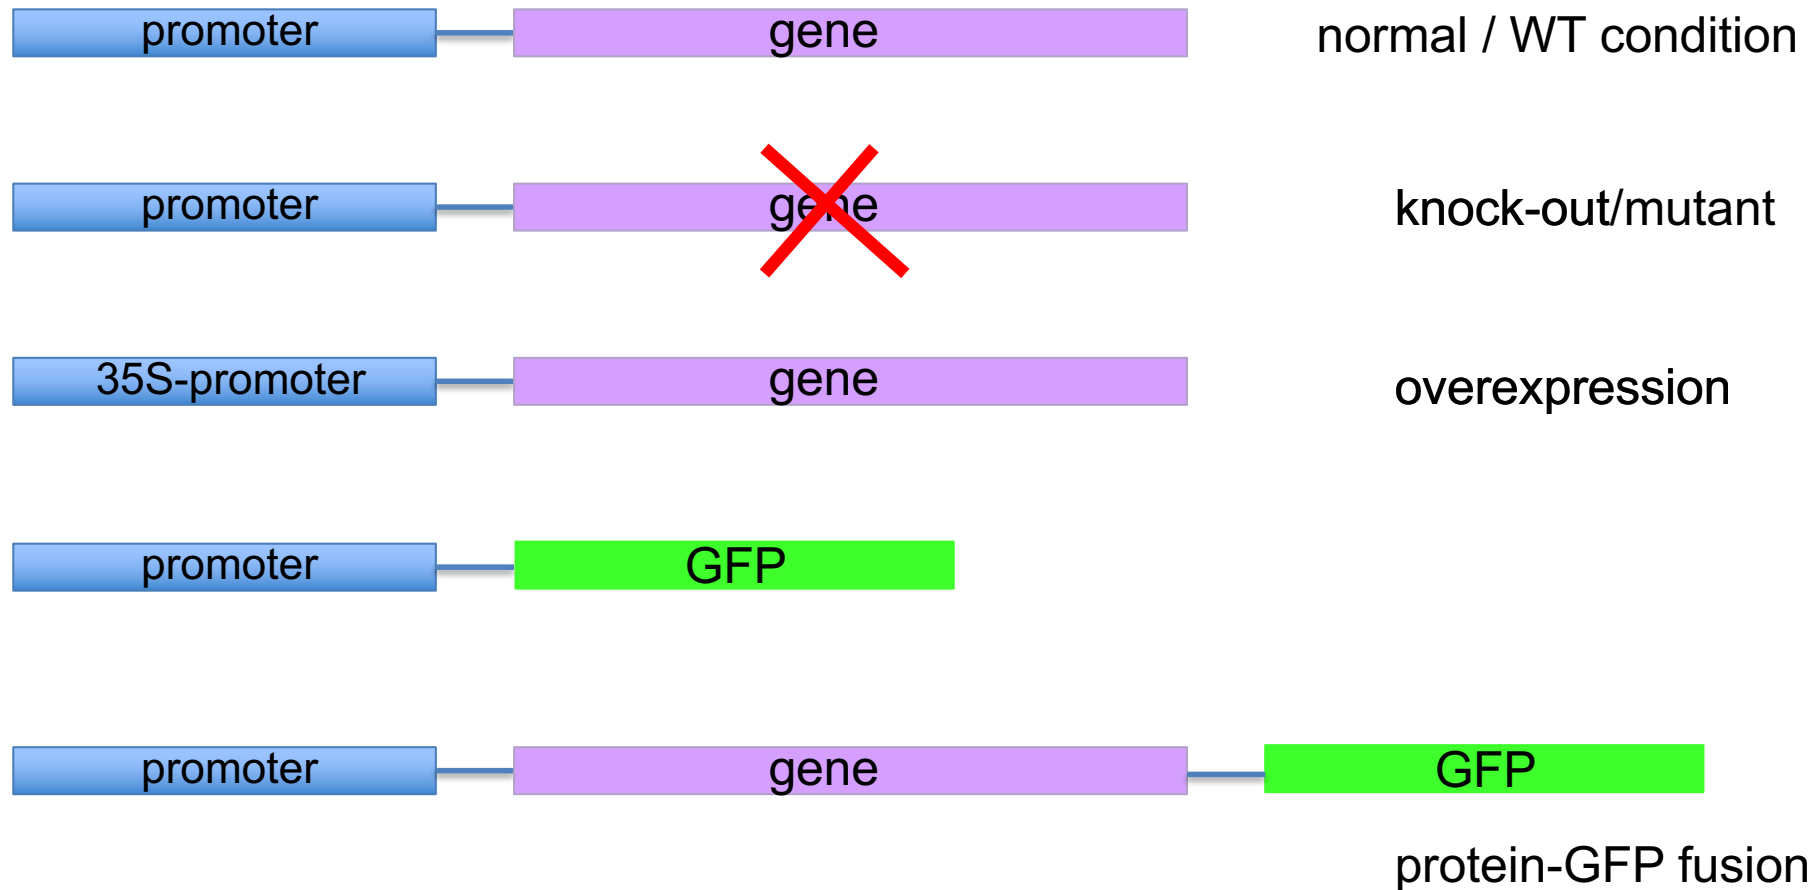 promoter gene normal / WT condition
promoter gene knock-out/mutant
35S-promoter gene overexpression
promoter GFP
promoter gene GFP
protein-GFP fusion